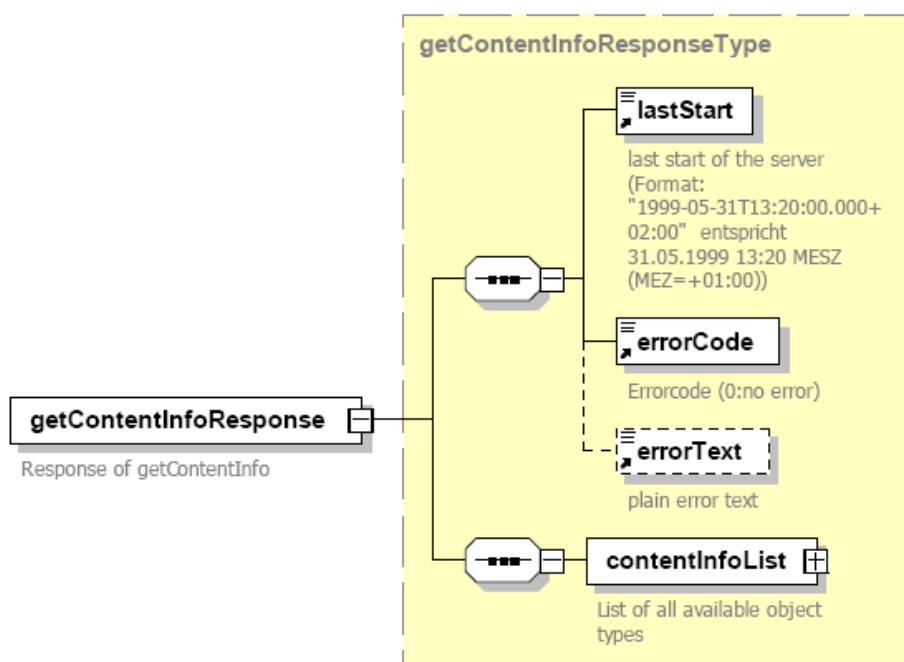 getContentInfoResponseType
lastStart
last start of the server
(Format:
"1999-05-31T13:20:00.000+
02:00"  entspricht
31.05.1999 13:20 MESZ
(MEZ=+01:00))
errorCode
Errorcode (0:no error)
getContentInfoResponse
Response of getContentInfo
errorText
plain error text
contentInfoList
List of all available object
types